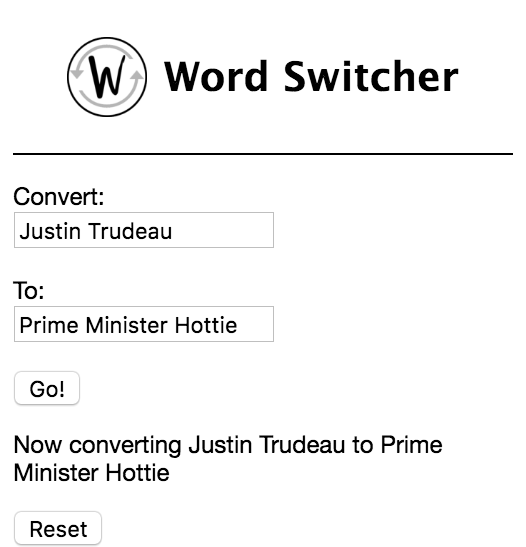 W Word Switcher
Convert:
Justin Trudeau
To:
Prime Minister Hottie
Go!
Now converting Justin Trudeau to Prime
Minister Hottie
Reset